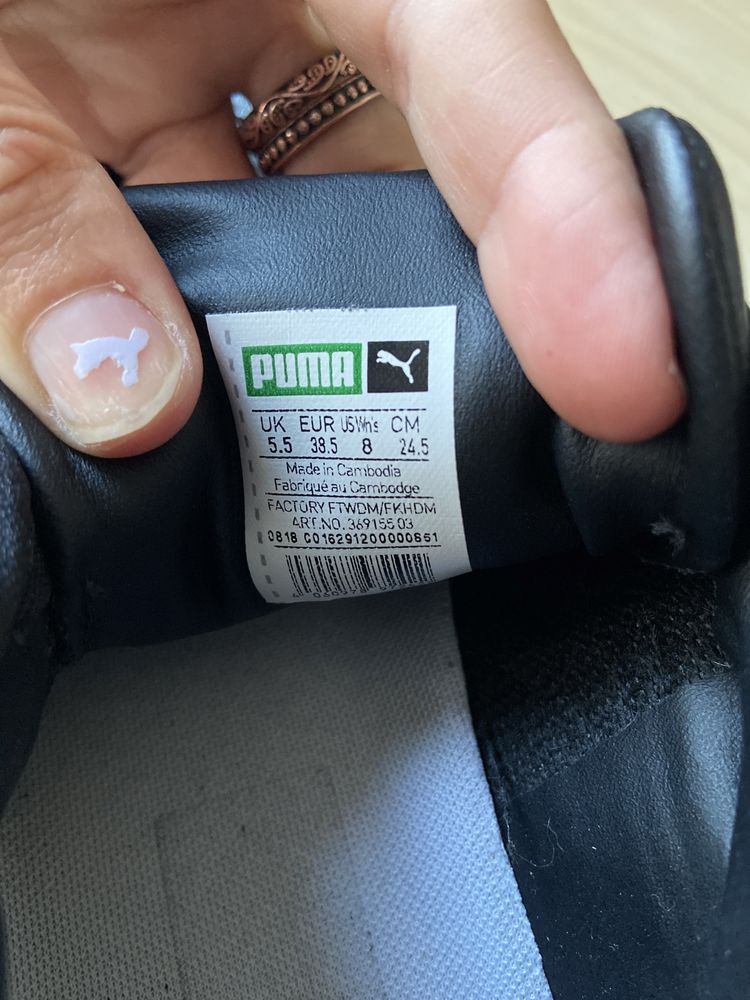 PUMA
UK EUR US Wn's CM
5.5 38.5 8 24.5
Made in Cambodia
Fabriqué au Cambodge
FACTORY FTWDM/FKHDM
ART.NO. 369155 03
0818 C016291200000651